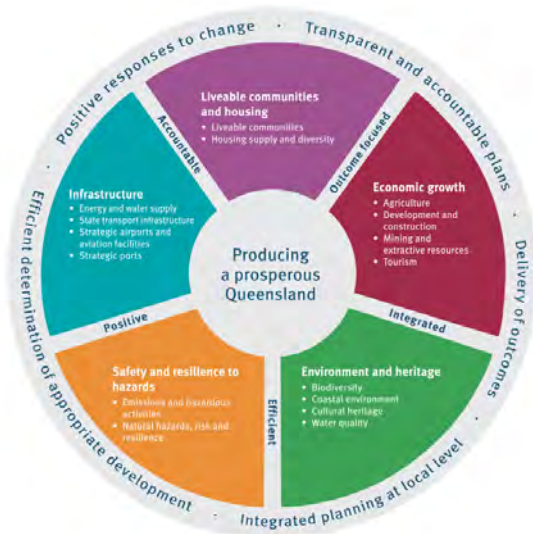 Positive responses to change
Transparent and accountable plans
Delivery of outcomes
Integrated planning at local level
Efficient determination of appropriate development
Liveable communities
and housing
• Liveable communities
• Housing supply and diversity
Accountable
Outcome focused
Infrastructure
• Energy and water supply
• State transport infrastructure
• Strategic airports and
aviation facilities
• Strategic ports
Economic growth
• Agriculture
• Development and
construction
• Mining and
extractive resources
• Tourism
Producing
a prosperous
Queensland
Positive
Integrated
Safety and resilience to
hazards
• Emissions and hazardous
activities
• Natural hazards, risk and
resilience
Efficient
Environment and heritage
• Biodiversity
• Coastal environment
• Cultural heritage
• Water quality